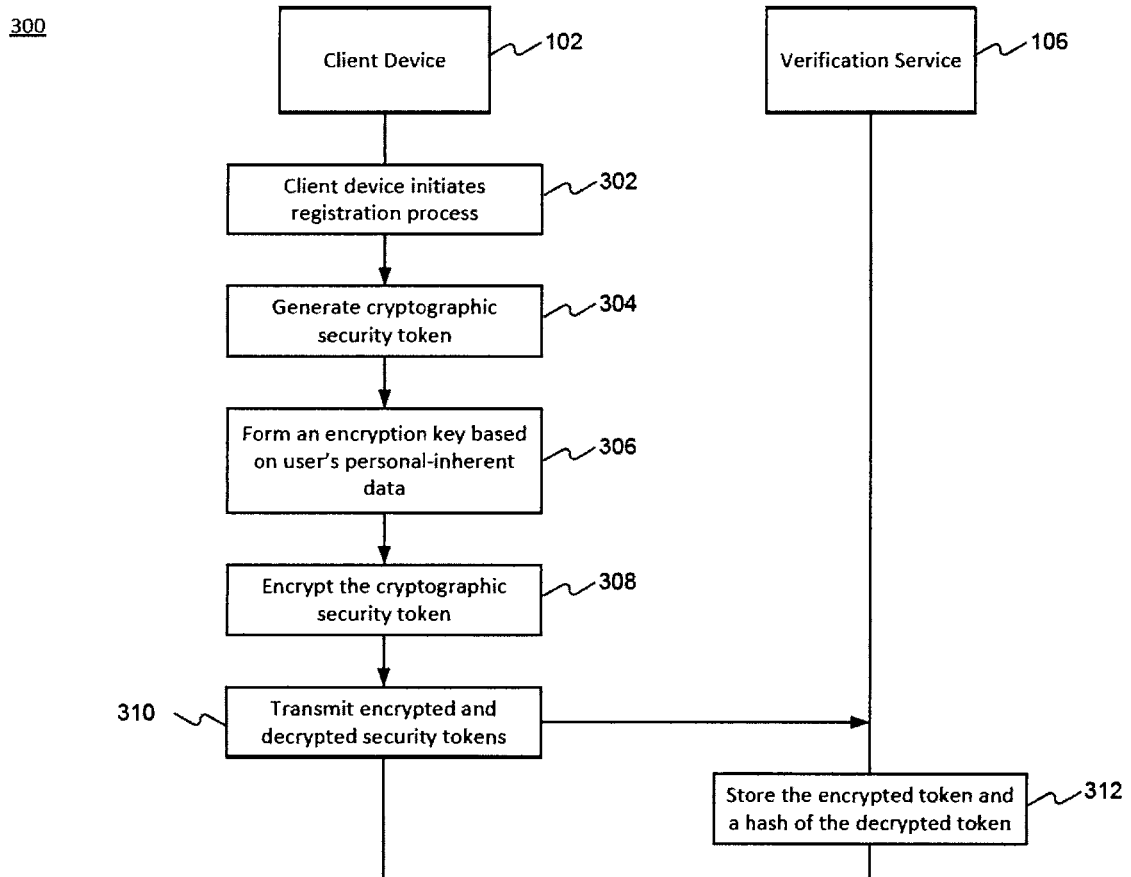 300
Client Device
102
Verification Service
106
Client device initiates
registration process
302
Generate cryptographic
security token
304
Form an encryption key based
on user's personal-inherent
data
306
Encrypt the cryptographic
security token
308
310
Transmit encrypted and
decrypted security tokens
Store the encrypted token and
a hash of the decrypted token
312